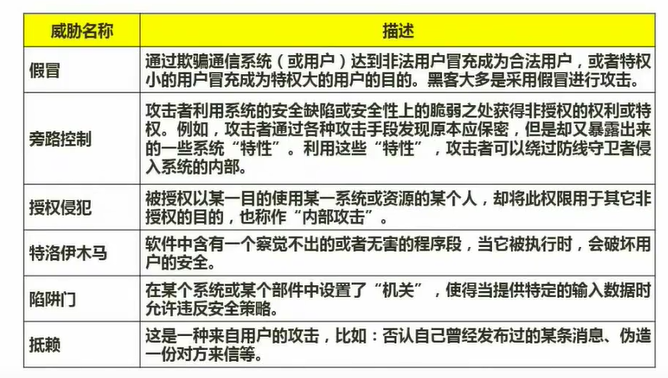 威胁名称
描述
假冒
通过欺骗通信系统（或用户）达到非法用户冒充成为合法用户，或者特权
小的用户冒充成为特权大的用户的目的。黑客大多是采用假冒进行攻击。
旁路控制
攻击者利用系统的安全缺陷或安全性上的脆弱之处获得非授权的权利或特
权。例如，攻击者通过各种攻击手段发现原本应保密，但是却又暴露出来
的一些系统“特性”。利用这些“特性”，攻击者可以绕过防线守卫者侵
入系统的内部。
授权侵犯
被授权以某一目的使用某一系统或资源的某个人，却将此权限用于其它非
授权的目的，也称作“内部攻击”。
特洛伊木马
软件中含有一个察觉不出的或者无害的程序段，当它被执行时，会破坏用
户的安全。
陷阱门
在某个系统或某个部件中设置了“机关”，使得当提供特定的输入数据时
允许违反安全策略。
抵赖
这是一种来自用户的攻击，比如：否认自己曾经发布过的某条消息、伪造
一份对方来信等。